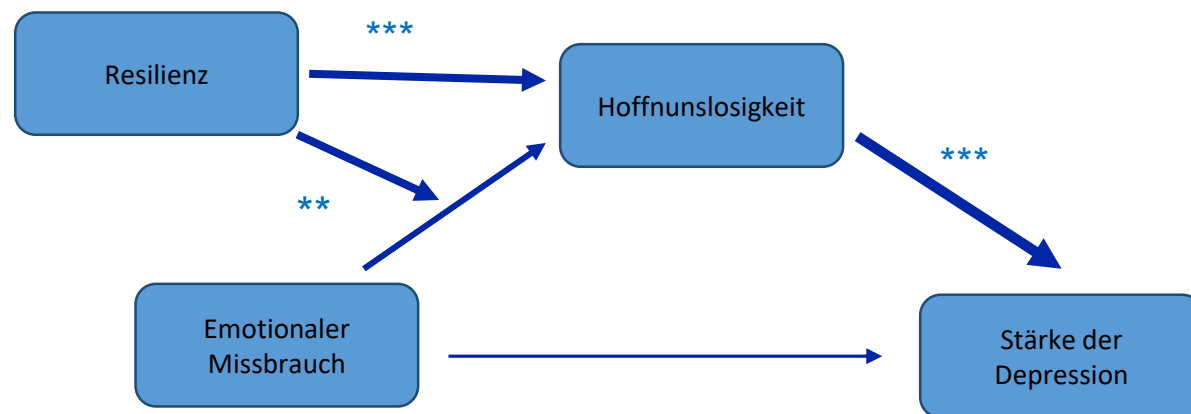 ***
Resilienz
Hoffnunslosigkeit
***
**
Emotionaler
Missbrauch
Stärke der
Depression